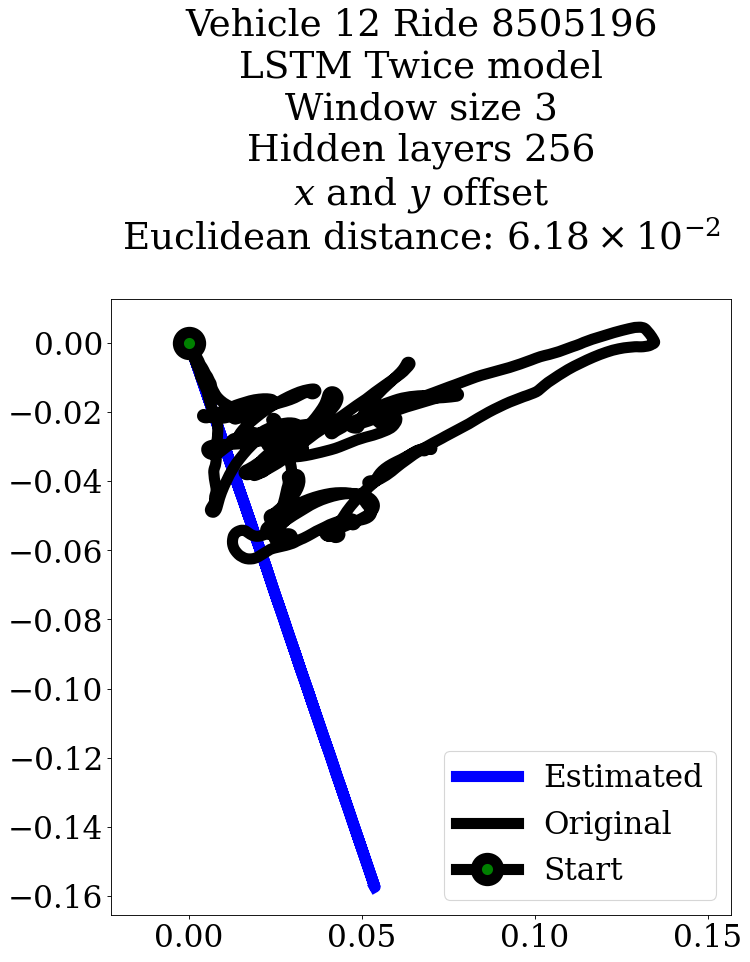 Vehicle 12 Ride 8505196
LSTM Twice model
Window size 3
Hidden layers 256
x and y offset
Euclidean distance: 6.18 × 10⁻²
0.00
−0.02
−0.04
−0.06
−0.08
−0.10
−0.12
−0.14
−0.16
Estimated
Original
Start
0.00 0.05 0.10 0.15